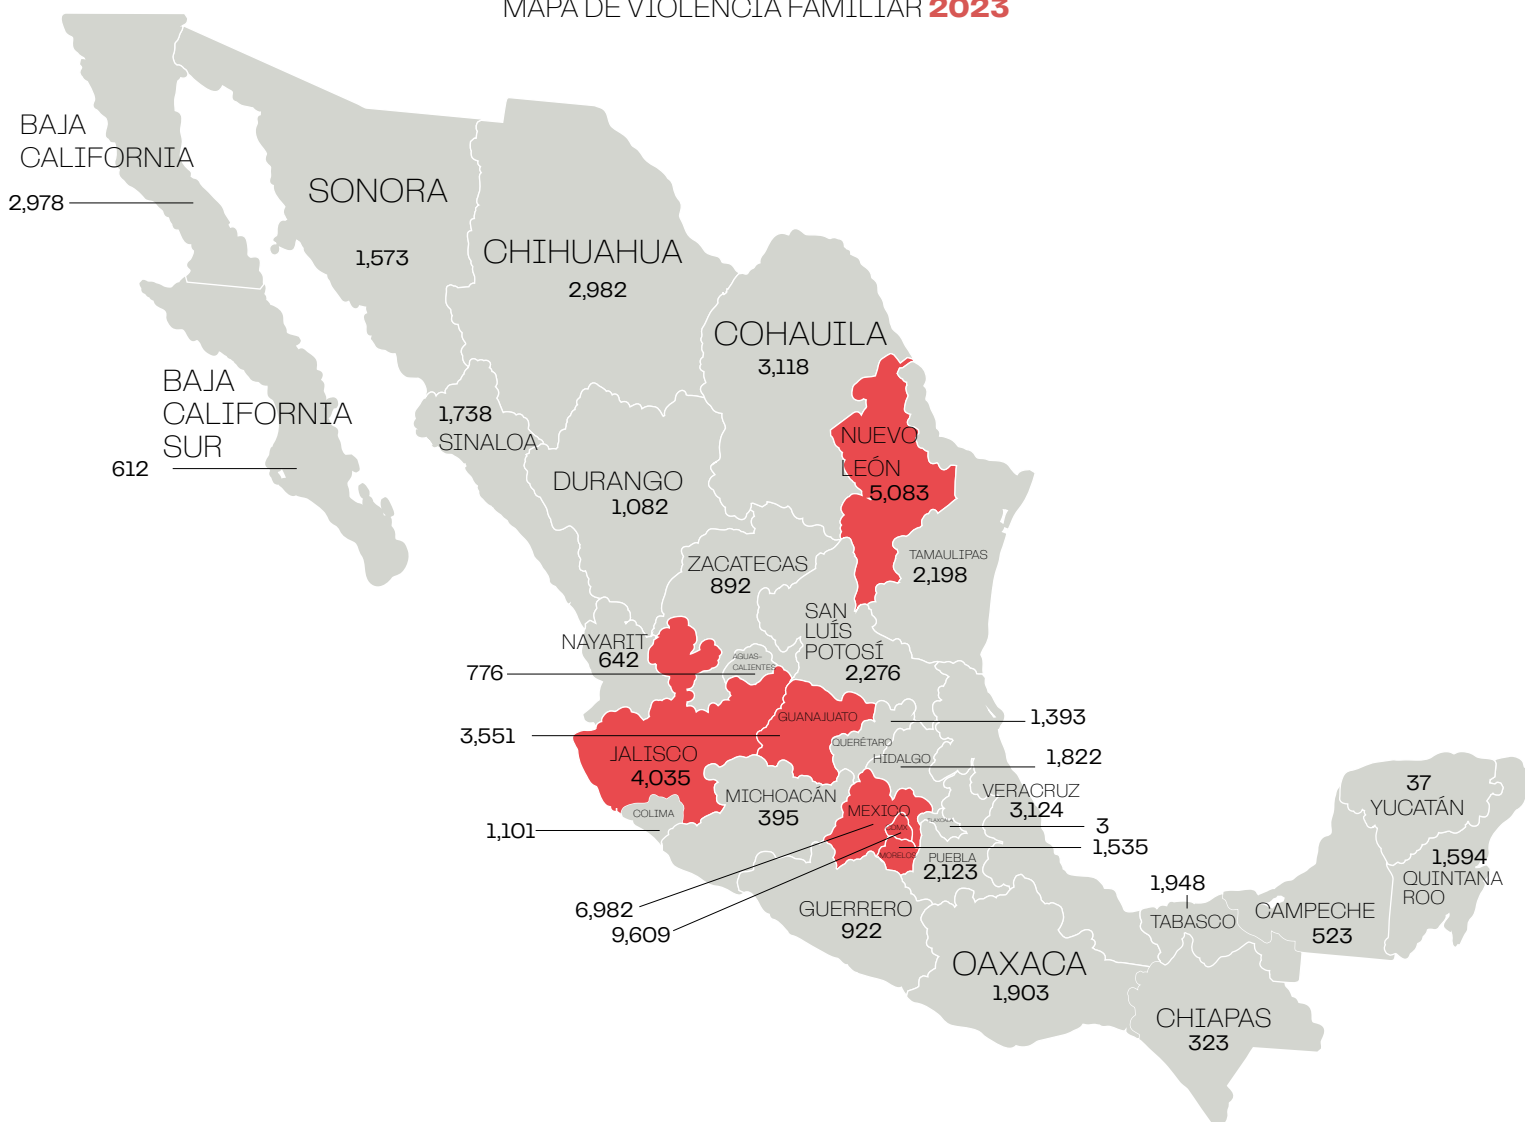 MAPA DE VIOLENCIA FAMILIAR 2023
BAJA
CALIFORNIA
2,978
SONORA
1,573
CHIHUAHUA
2,982
COHAUILA
3,118
BAJA
CALIFORNIA
SUR
612
1,738
SINALOA
DURANGO
1,082
NUEVO
LEÓN
5,083
TAMAULIPAS
2,198
ZACATECAS
892
SAN
LUÍS
POTOSÍ
2,276
NAYARIT
642
AGUAS-
CALIENTES
776
GUANAJUATO
3,551
1,393
QUERÉTARO
HIDALGO
1,822
JALISCO
4,035
MICHOACÁN
395
COLIMA
1,101
MEXICO
CDMX
MORELOS
6,982
9,609
TLAXCALA
VERACRUZ
3,124
3
1,535
PUEBLA
2,123
GUERRERO
922
OAXACA
1,903
1,948
TABASCO
CHIAPAS
323
CAMPECHE
523
37
YUCATÁN
1,594
QUINTANA
ROO